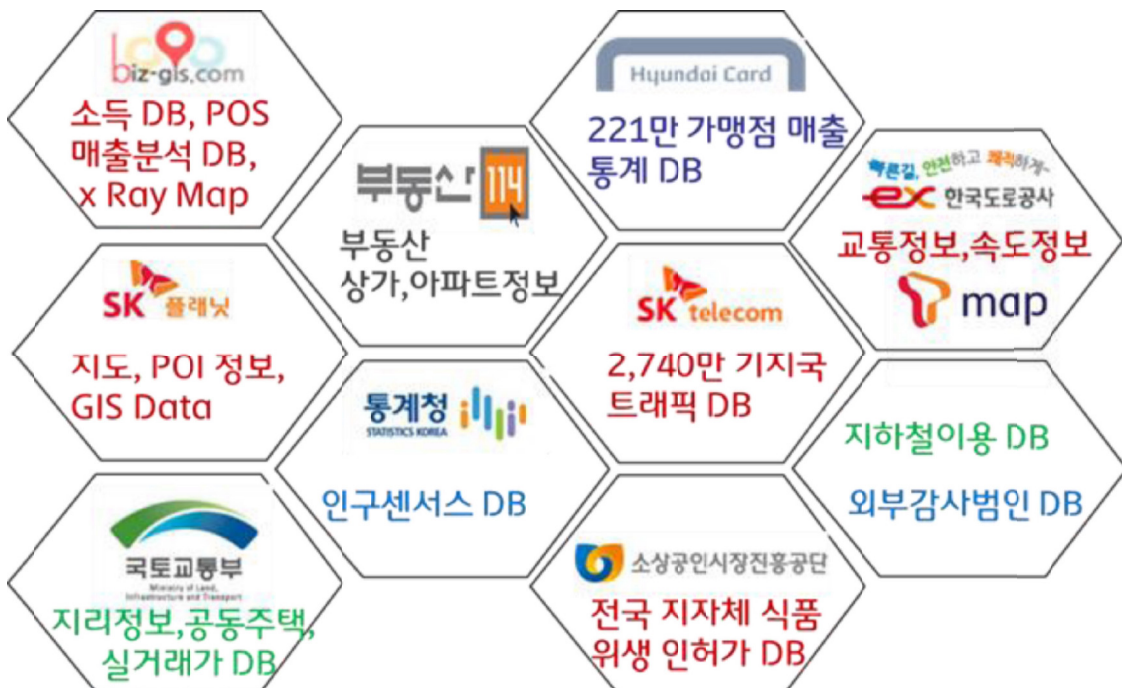 biz-gis.com
소득 DB, POS
매출분석 DB,
x Ray Map
Hyundai Card
221만 가맹점 매출
통계 DB
부동산 114
부동산
상가,아파트정보
빠른길, 안전하고 쾌적하게~
ex 한국도로공사
교통정보,속도정보
T map
SK 플래닛
지도, POI 정보,
GIS Data
SK telecom
2,740만 기지국
트래픽 DB
통계청
STATISTICS KOREA
인구센서스 DB
지하철이용 DB
외부감사범인 DB
국토교통부
Ministry of Land,
Infrastructure and Transport
지리정보,공동주택,
실거래가 DB
소상공인시장진흥공단
전국 지자체 식품
위생 인허가 DB